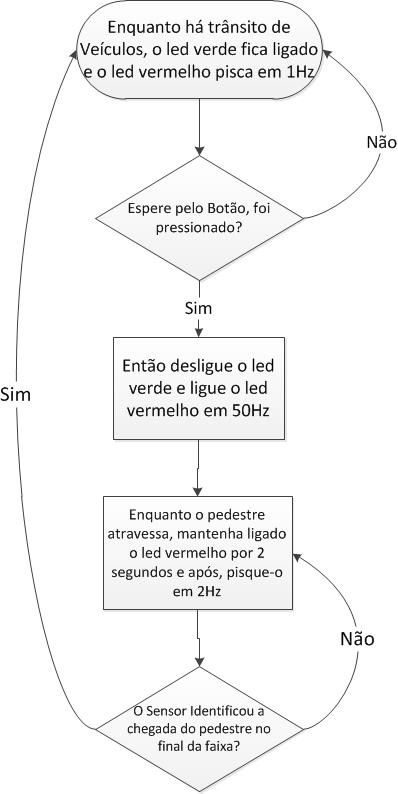 Enquanto há trânsito de
Veículos, o led verde fica ligado
e o led vermelho pisca em 1Hz
Não
Espere pelo Botão, foi
pressionado?
Sim
Então desligue o led
verde e ligue o led
vermelho em 50Hz
Sim
Enquanto o pedestre
atravessa, mantenha ligado
o led vermelho por 2
segundos e após, pisque-o
em 2Hz
Não
O Sensor Identificou a
chegada do pedestre no
final da faixa?